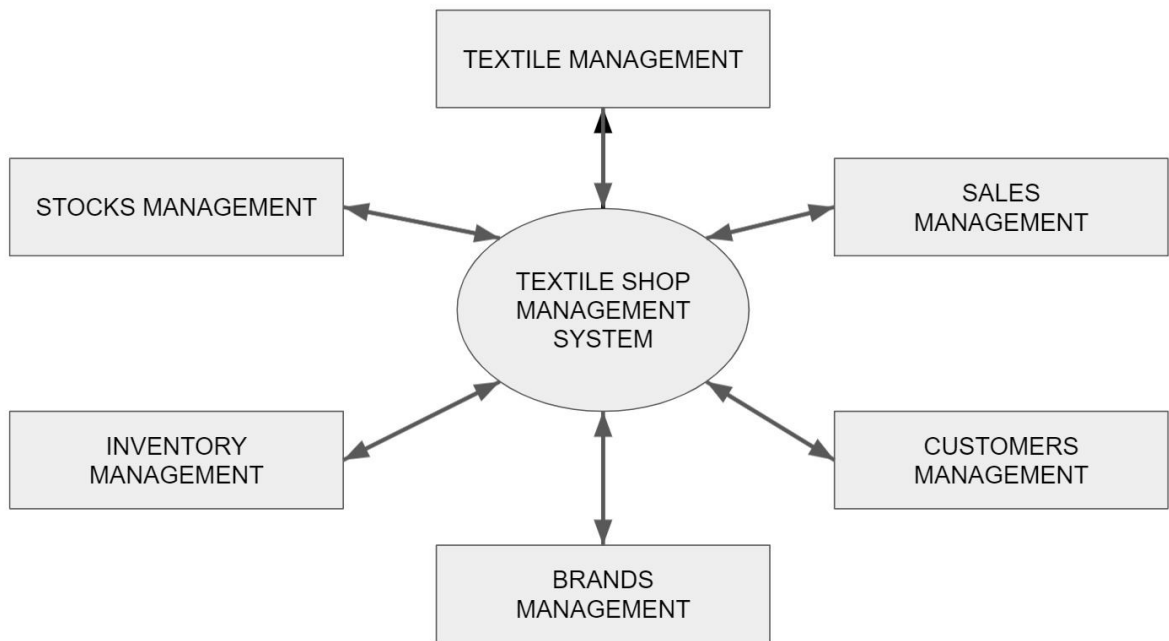 TEXTILE MANAGEMENT
STOCKS MANAGEMENT
SALES
MANAGEMENT
TEXTILE SHOP
MANAGEMENT
SYSTEM
INVENTORY
MANAGEMENT
CUSTOMERS
MANAGEMENT
BRANDS
MANAGEMENT